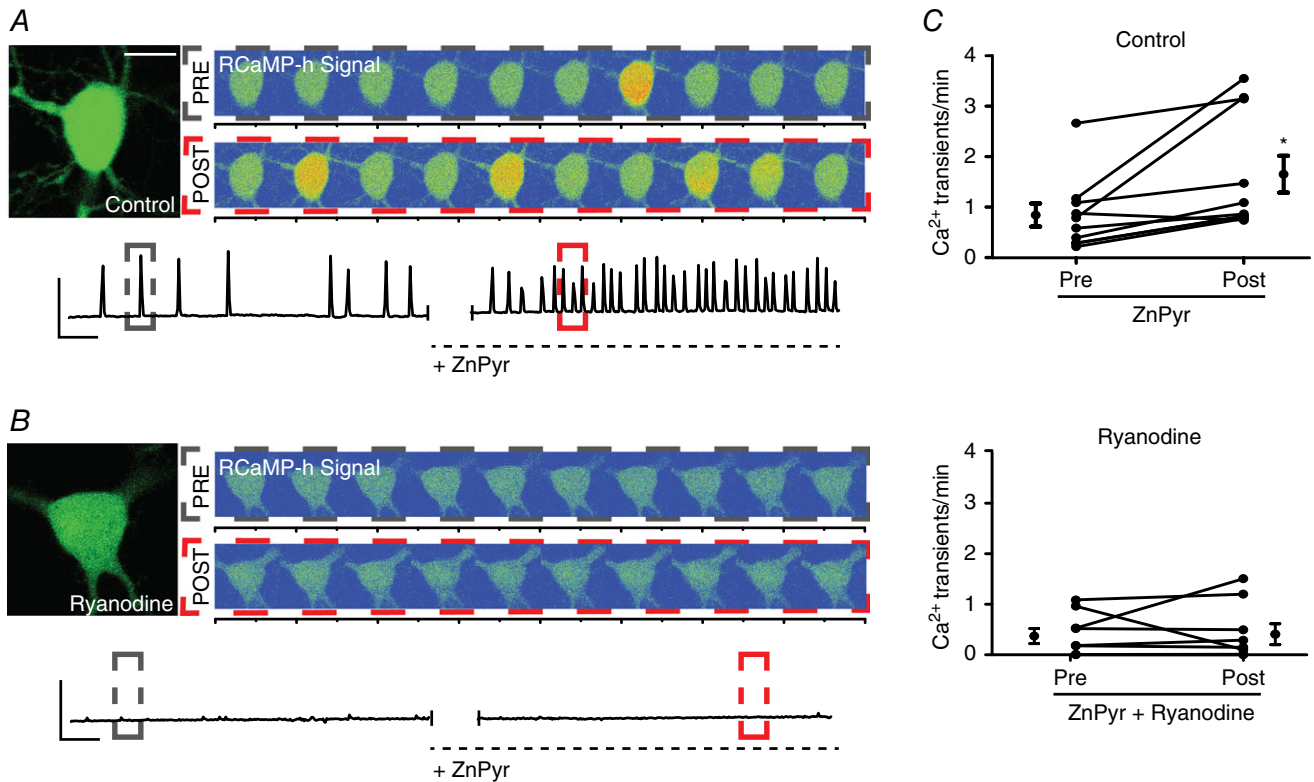 A
RCaMP-h Signal
PRE
POST
Control
+ ZnPyr
B
RCaMP-h Signal
PRE
POST
Ryanodine
+ ZnPyr
C
Control
Ca²⁺ transients/min
4
3
2
1
0
*
Pre Post
ZnPyr
Ryanodine
Ca²⁺ transients/min
4
3
2
1
0
Pre Post
ZnPyr + Ryanodine